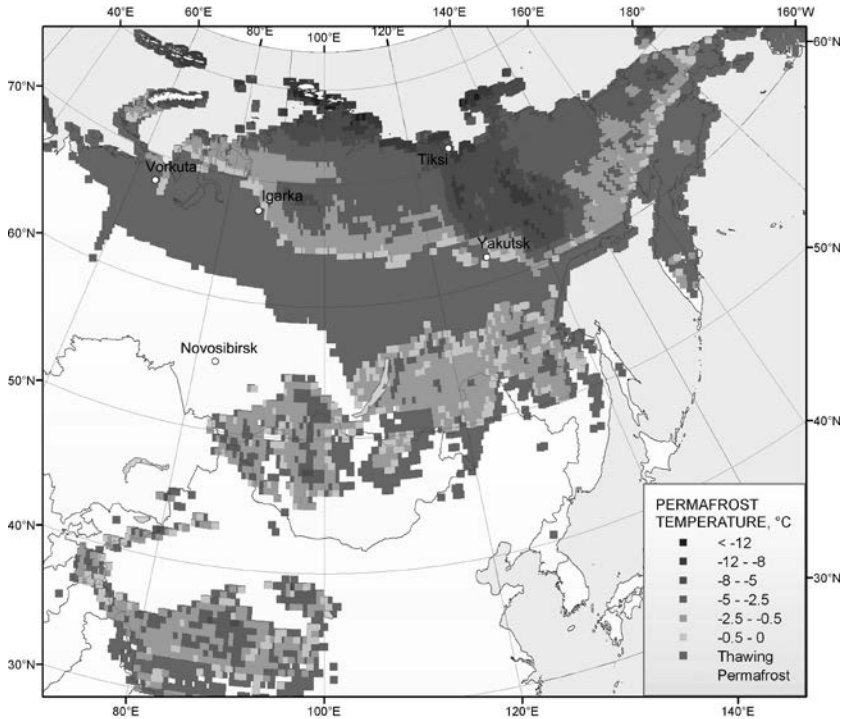 40°E 60°E 80°E 100°E 120°E 140°E 160°E 180° 160°W
60°N
70°N
Tiksi
Vorkuta
Igarka
60°N
50°N
Yakutsk
Novosibirsk
50°N
40°N
40°N
30°N
30°N
PERMAFROST
TEMPERATURE, °C
< -12
-12 - -8
-8 - -5
-5 - -2.5
-2.5 - -0.5
-0.5 - 0
Thawing
Permafrost
80°E 100°E 120°E 140°E